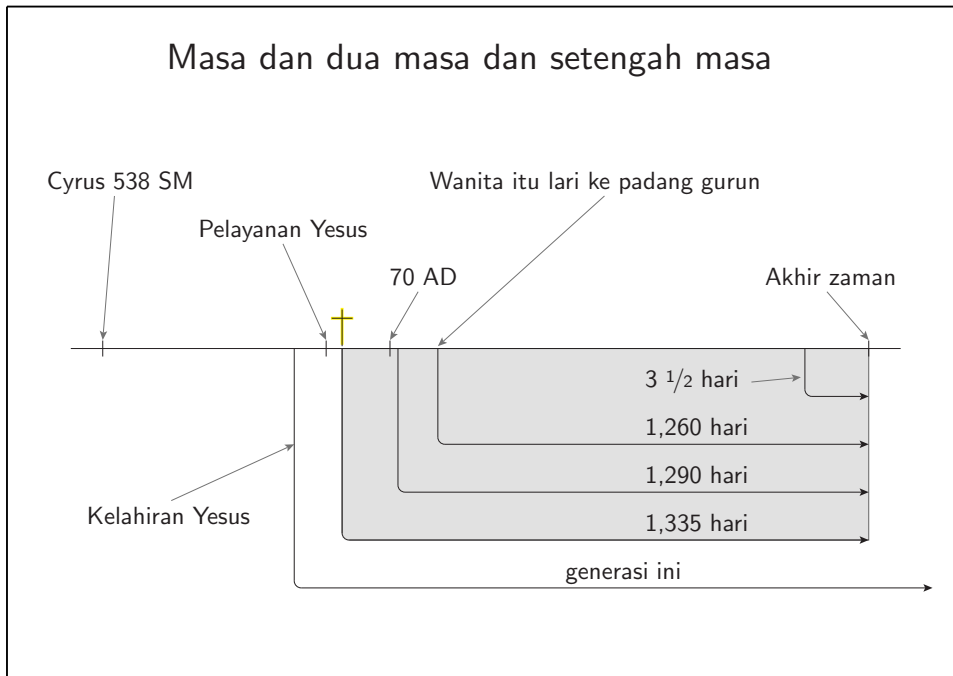 Masa dan dua masa dan setengah masa
Cyrus 538 SM
Wanita itu lari ke padang gurun
Pelayanan Yesus
70 AD
Akhir zaman
3 1/2 hari
1,260 hari
1,290 hari
Kelahiran Yesus
1,335 hari
generasi ini